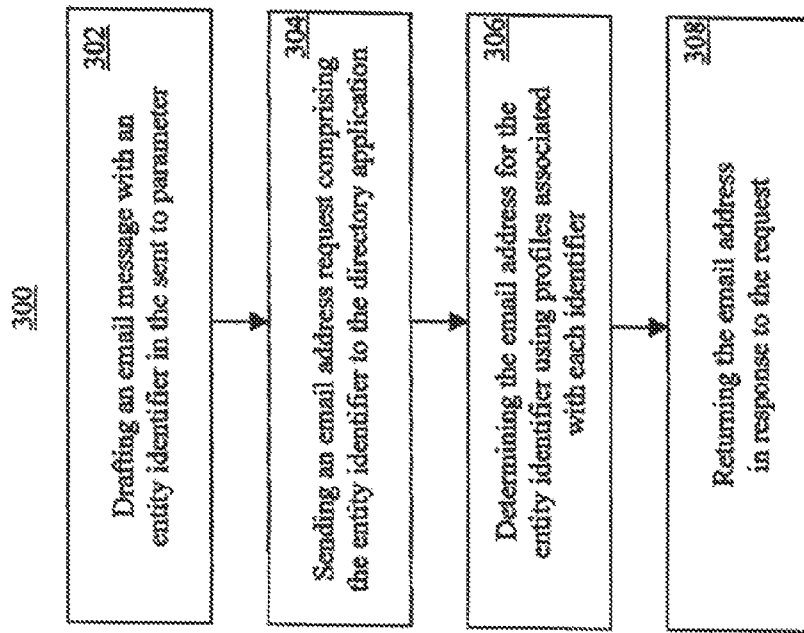 300
302
Drafting an email message with an
entity identifier in the sent to parameter
304
Sending an email address request comprising
the entity identifier to the directory application
306
Determining the email address for the
entity identifier using profiles associated
with each identifier
308
Returning the email address
in response to the request